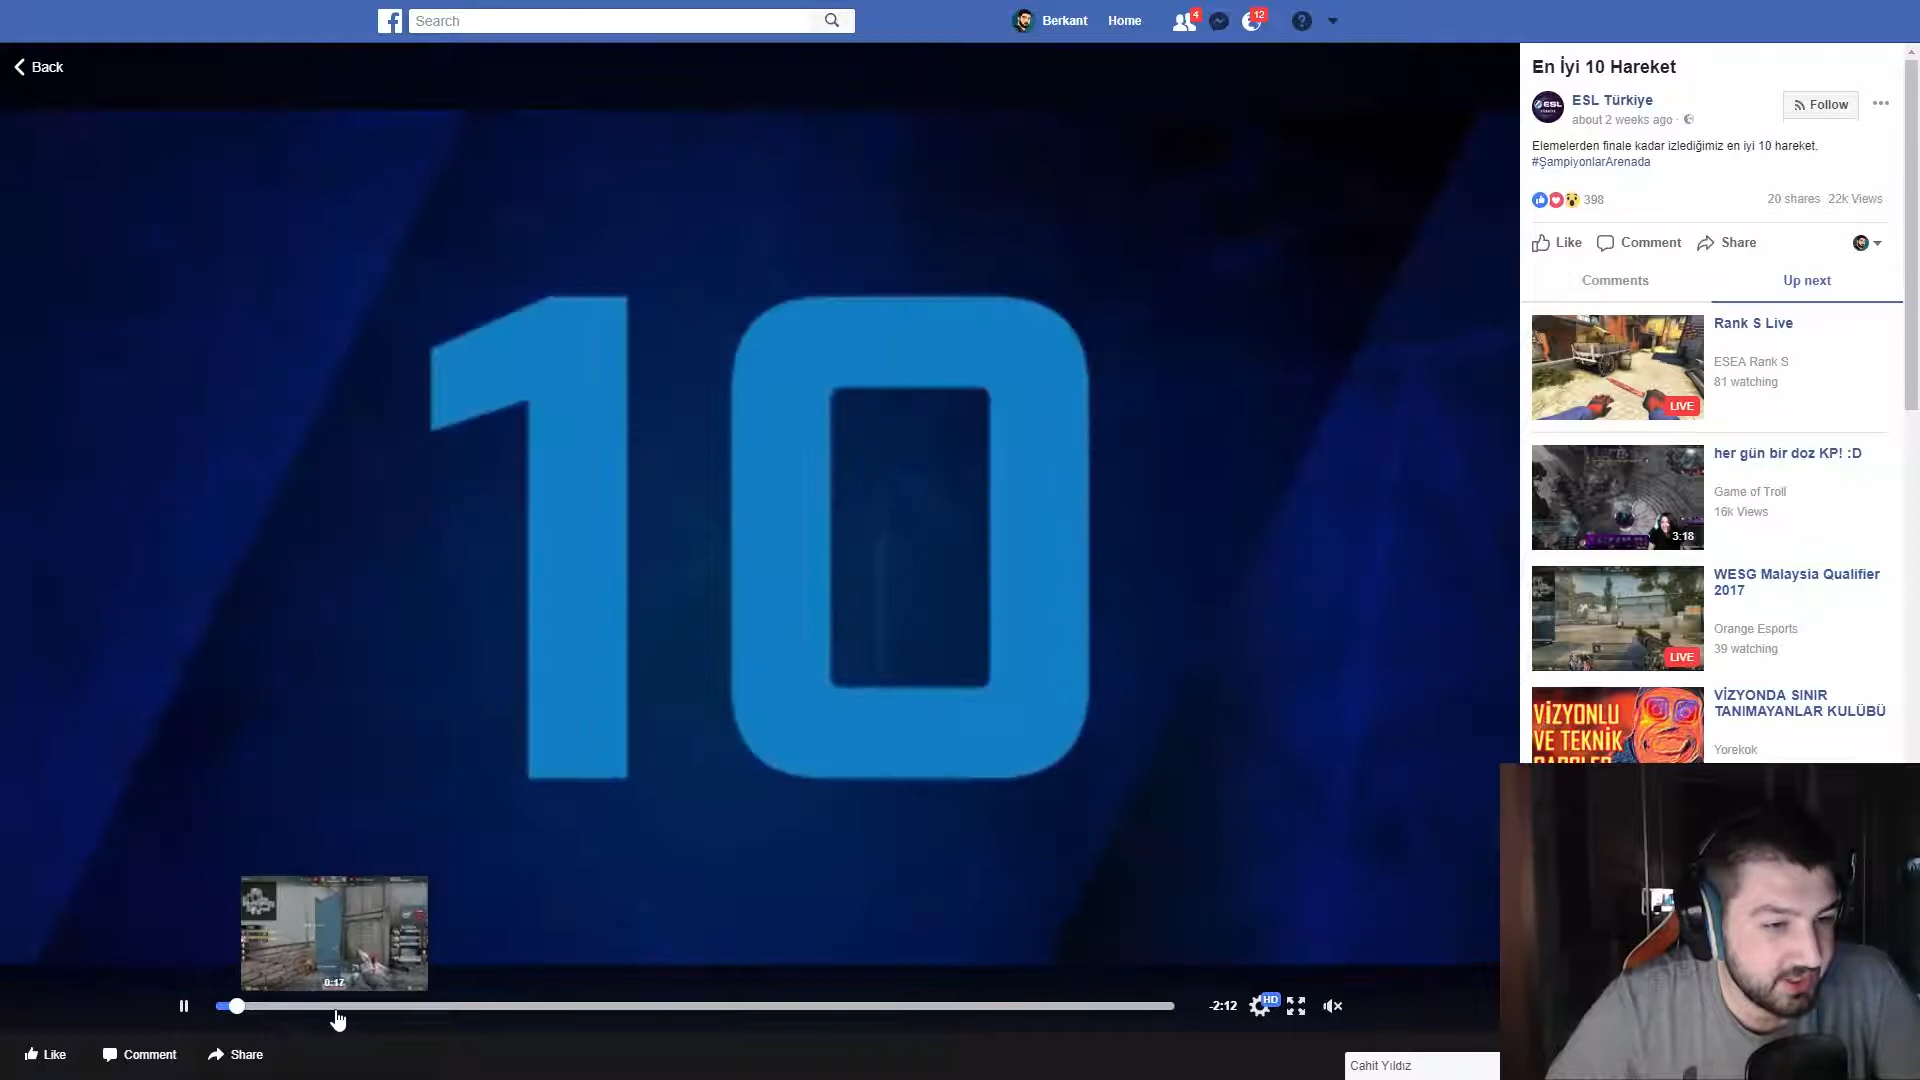 Search
Berkant
Home
4
12
Back
10
0:17
-2:12
HD
Like
Comment
Share
En İyi 10 Hareket
ESL
ESL Türkiye
about 2 weeks ago ·
Follow
Elemelerden finale kadar izlediğimiz en iyi 10 hareket.
#ŞampiyonlarArenada
398
20 shares
22k Views
Like
Comment
Share
Comments
Up next
Rank S Live
ESEA Rank S
81 watching
LIVE
her gün bir doz KP! :D
Game of Troll
16k Views
3:18
WESG Malaysia Qualifier
2017
Orange Esports
39 watching
LIVE
VİZYONDA SINIR
TANIMAYANLAR KULÜBÜ
Yorekok
VİZYONLU
VE TEKNİK
Cahit Yıldız